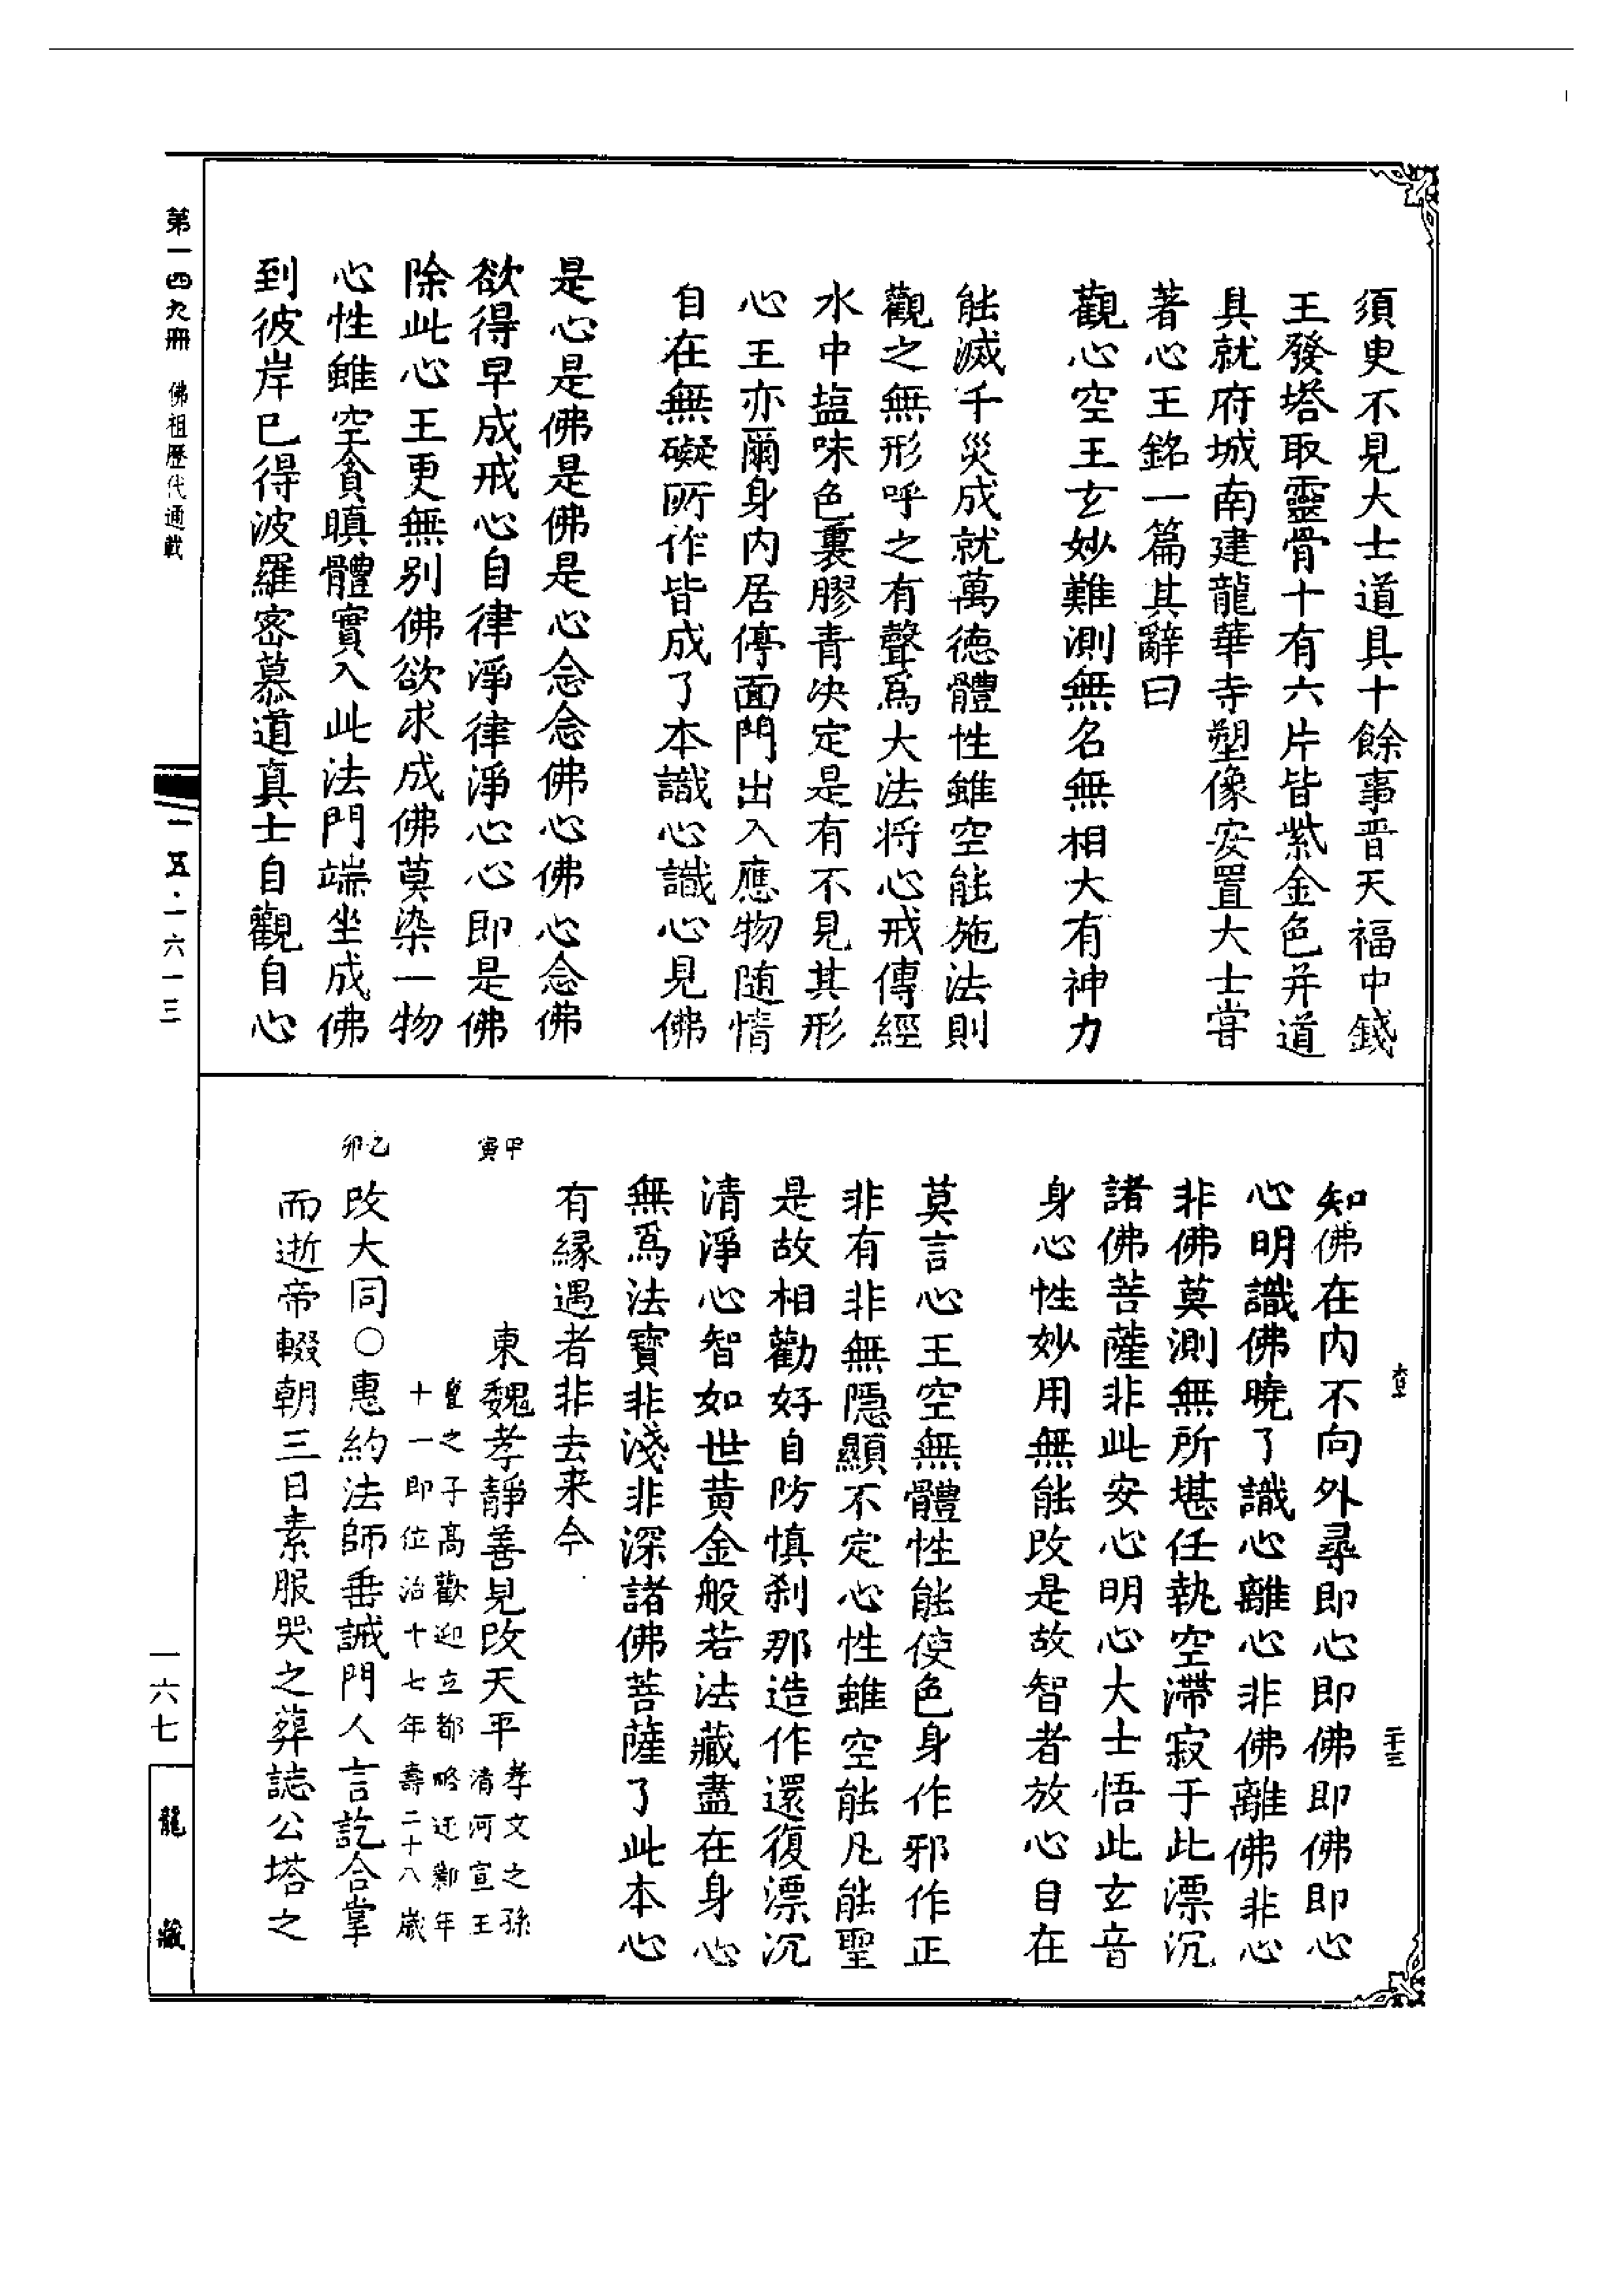 須臾不見大士道具十餘事晋天福中錢
王發塔取靈骨十有六片皆紫金色并道
具就府城南建龍華寺塑像安置大士甞
著心王銘一篇其辭曰
觀心空王玄妙難測無名無相大有神力
能滅千災成就萬德體性雖空能施法則
觀之無形呼之有聲爲大法将心戒傳經
水中塩味色裏膠青决定是有不見其形
心王亦爾身内居停面門出入應物随情
自在無礙所作皆成了本識心識心見佛
是心是佛是佛是心念念佛心佛心念佛
欲得早成戒心自律淨律淨心心即是佛
除此心王更無别佛欲求成佛莫染一物
心性雖空貪瞋體實入此法門端坐成佛
到彼岸已得波羅密慕道真士自觀自心
知佛在内不向外尋即心即佛即佛即心
心明識佛曉了識心離心非佛離佛非心
非佛莫測無所堪任執空滯寂于此漂沉
諸佛菩薩非此安心明心大士悟此玄音
身心性妙用無能改是故智者放心自在
莫言心王空無體性能使色身作邪作正
非有非無隱顯不定心性雖空能凡能聖
是故相勸好自防慎刹那造作還復漂沉
清淨心智如世黄金般若法藏盡在身心
無爲法寶非淺非深諸佛菩薩了此本心
有緣遇者非去来今
甲寅
東魏孝靜善見改天平孝文之孫
清河宣王
亶之子高歡迎立都略迁鄴年
十一即位治十七年壽二十八歲
乙卯
改大同○惠約法師垂誡門人言訖合掌
而逝帝輟朝三日素服哭之葬誌公塔之
第一四九冊　佛祖歷代通載
一五·一六一三
一六七
龍藏
二十三